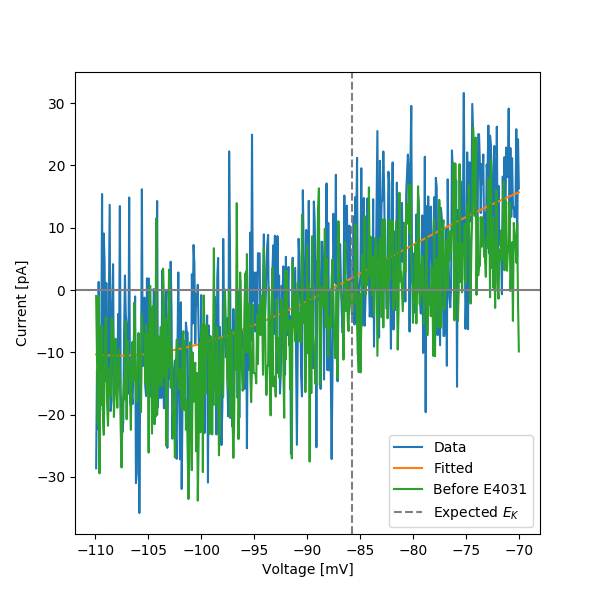 30
20
10
0
−10
−20
−30
Current [pA]
Data
Fitted
Before E4031
Expected E_K
−110 −105 −100 −95 −90 −85 −80 −75 −70
Voltage [mV]